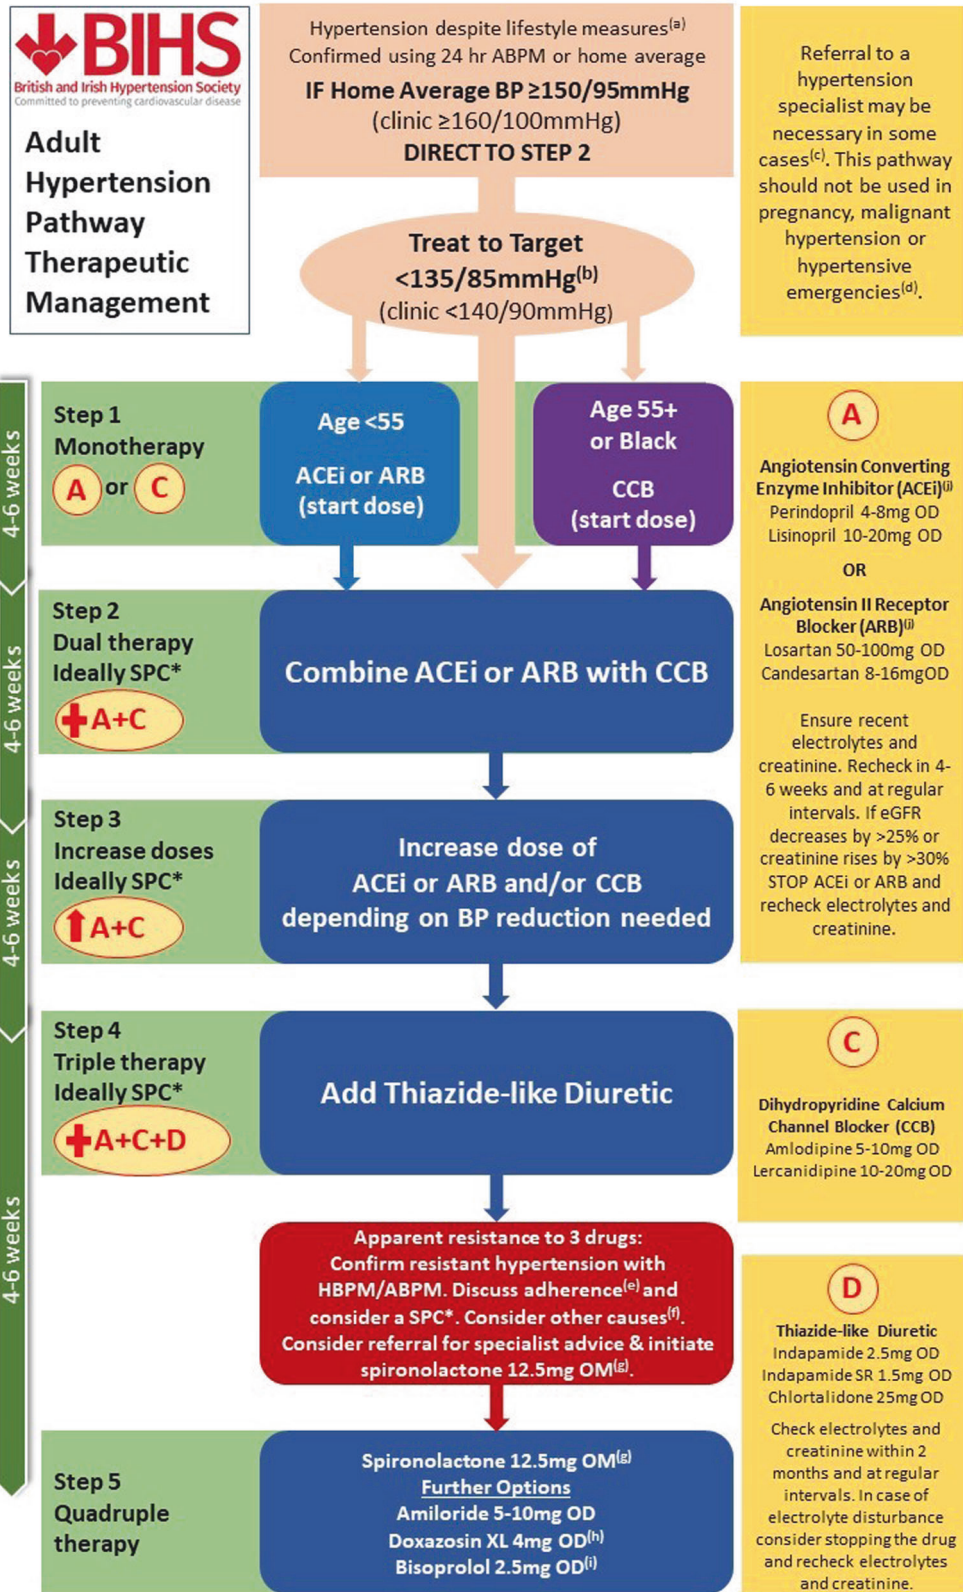 BIHS
British and Irish Hypertension Society
Committed to preventing cardiovascular disease
Adult
Hypertension
Pathway
Therapeutic
Management
Hypertension despite lifestyle measures(a)
Confirmed using 24 hr ABPM or home average
IF Home Average BP ≥150/95mmHg
(clinic ≥160/100mmHg)
DIRECT TO STEP 2
Referral to a
hypertension
specialist may be
necessary in some
cases(c). This pathway
should not be used in
pregnancy, malignant
hypertension or
hypertensive
emergencies(d).
Treat to Target
<135/85mmHg(b)
(clinic <140/90mmHg)
4-6 weeks
Step 1
Monotherapy
A or C
Age <55
ACEi or ARB
(start dose)
Age 55+
or Black
CCB
(start dose)
4-6 weeks
Step 2
Dual therapy
Ideally SPC*
+A+C
Combine ACEi or ARB with CCB
4-6 weeks
Step 3
Increase doses
Ideally SPC*
A+C
Increase dose of
ACEi or ARB and/or CCB
depending on BP reduction needed
4-6 weeks
Step 4
Triple therapy
Ideally SPC*
+A+C+D
Add Thiazide-like Diuretic
Apparent resistance to 3 drugs:
Confirm resistant hypertension with
HBPM/ABPM. Discuss adherence(e) and
consider a SPC*. Consider other causes(f).
Consider referral for specialist advice & initiate
spironolactone 12.5mg OM(g).
Step 5
Quadruple
therapy
Spironolactone 12.5mg OM(g)
Further Options
Amiloride 5-10mg OD
Doxazosin XL 4mg OD(h)
Bisoprolol 2.5mg OD(i)
A
Angiotensin Converting
Enzyme Inhibitor (ACEi)(j)
Perindopril 4-8mg OD
Lisinopril 10-20mg OD
OR
Angiotensin II Receptor
Blocker (ARB)(j)
Losartan 50-100mg OD
Candesartan 8-16mgOD
Ensure recent
electrolytes and
creatinine. Recheck in 4-
6 weeks and at regular
intervals. If eGFR
decreases by >25% or
creatinine rises by >30%
STOP ACEi or ARB and
recheck electrolytes and
creatinine.
C
Dihydropyridine Calcium
Channel Blocker (CCB)
Amlodipine 5-10mg OD
Lercanidipine 10-20mg OD
D
Thiazide-like Diuretic
Indapamide 2.5mg OD
Indapamide SR 1.5mg OD
Chlortalidone 25mg OD
Check electrolytes and
creatinine within 2
months and at regular
intervals. In case of
electrolyte disturbance
consider stopping the drug
and recheck electrolytes
and creatinine.